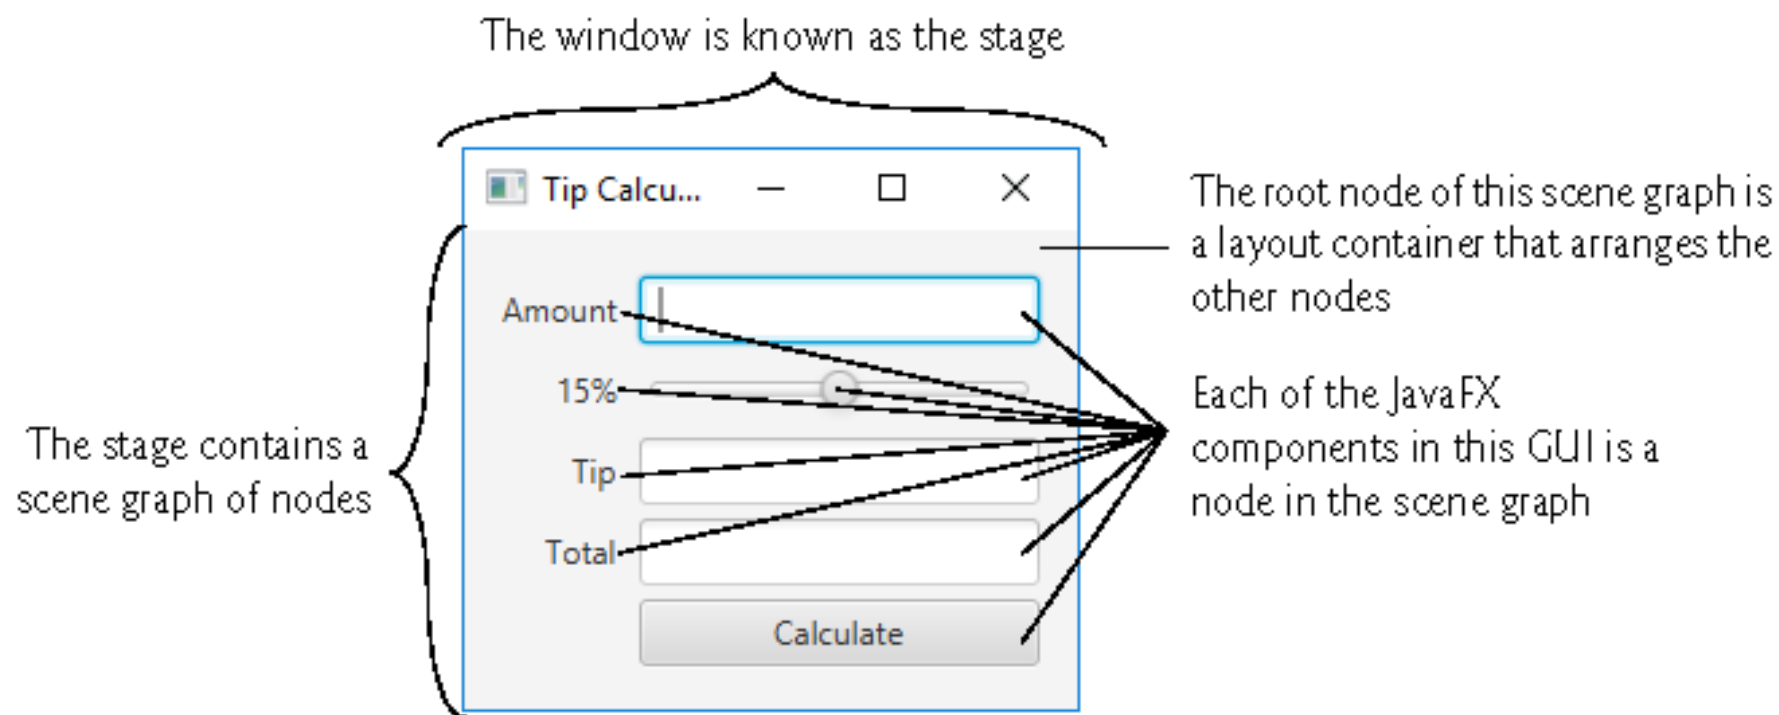 The window is known as the stage
Tip Calcu...
The root node of this scene graph is
a layout container that arranges the
other nodes
Amount
15%
Tip
Total
Calculate
The stage contains a
scene graph of nodes
Each of the JavaFX
components in this GUI is a
node in the scene graph